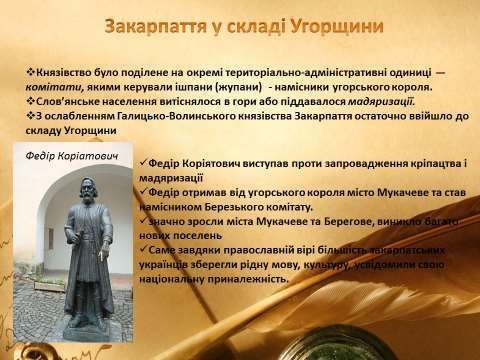 Закарпаття у складі Угорщини
❖Князівство було поділене на окремі територіально-адміністративні одиниці —
комітати, якими керували ішпани (жупани) - намісники угорського короля.
❖Слов’янське населення витіснялося в гори або піддавалося мадяризації.
❖З ослабленням Галицько-Волинського князівства Закарпаття остаточно ввійшло до
складу Угорщини
Федір Коріатович
✓Федір Коріятович виступав проти запровадження кріпацтва і
мадяризації
✓Федір отримав від угорського короля місто Мукачеве та став
намісником Березького комітату.
✓значно зросли міста Мукачеве та Берегове, виникло багато
нових поселень
✓Саме завдяки православній вірі більшість закарпатських
українців зберегли рідну мову, культуру, усвідомили свою
національну приналежність.